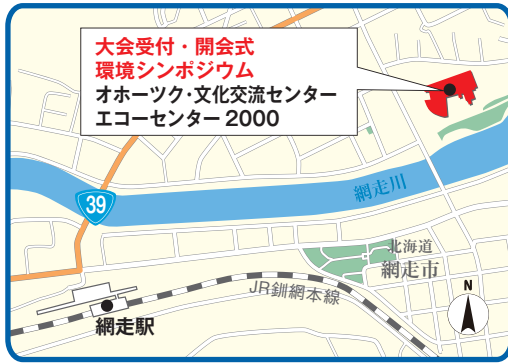 大会受付・開会式
環境シンポジウム
オホーツク・文化交流センター
エコーセンター 2000
39
網走川
北海道
網走市
JR釧網本線
網走駅
N